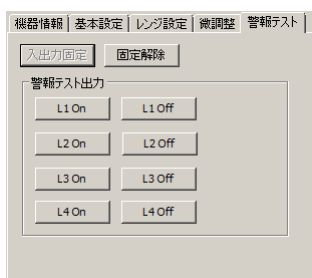 機器情報 基本設定 レンジ設定 微調整 警報テスト
入出力固定 固定解除
警報テスト出力
L1 On L1 Off
L2 On L2 Off
L3 On L3 Off
L4 On L4 Off